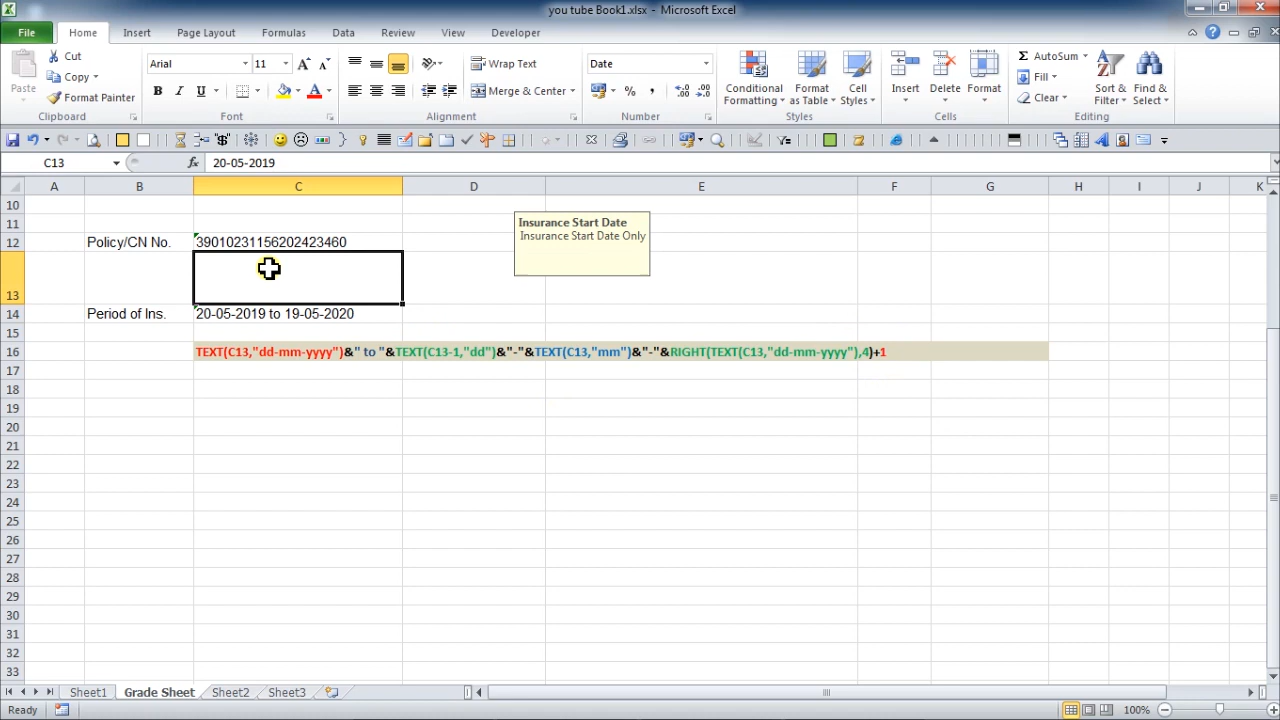 you tube Book1.xlsx - Microsoft Excel
File Home Insert Page Layout Formulas Data Review View Developer
Paste Cut Copy Format Painter Clipboard
Arial 11 B I U Font
Wrap Text Merge & Center Alignment
Date % , Number
Conditional Formatting Format as Table Cell Styles Styles
Insert Delete Format Cells
Σ AutoSum Fill Clear Sort & Filter Find & Select Editing
C13 fx 20-05-2019
A B C D E F G H I J K
10
11
Insurance Start Date
Insurance Start Date Only
12 Policy/CN No. 39010231156202423460
13
14 Period of Ins. 20-05-2019 to 19-05-2020
15
16 TEXT(C13,"dd-mm-yyyy")&" to "&TEXT(C13-1,"dd")&"-"&TEXT(C13,"mm")&"-"&RIGHT(TEXT(C13,"dd-mm-yyyy"),4)+1
17
18
19
20
21
22
23
24
25
26
27
28
29
30
31
32
33
Sheet1 Grade Sheet Sheet2 Sheet3
Ready 100%